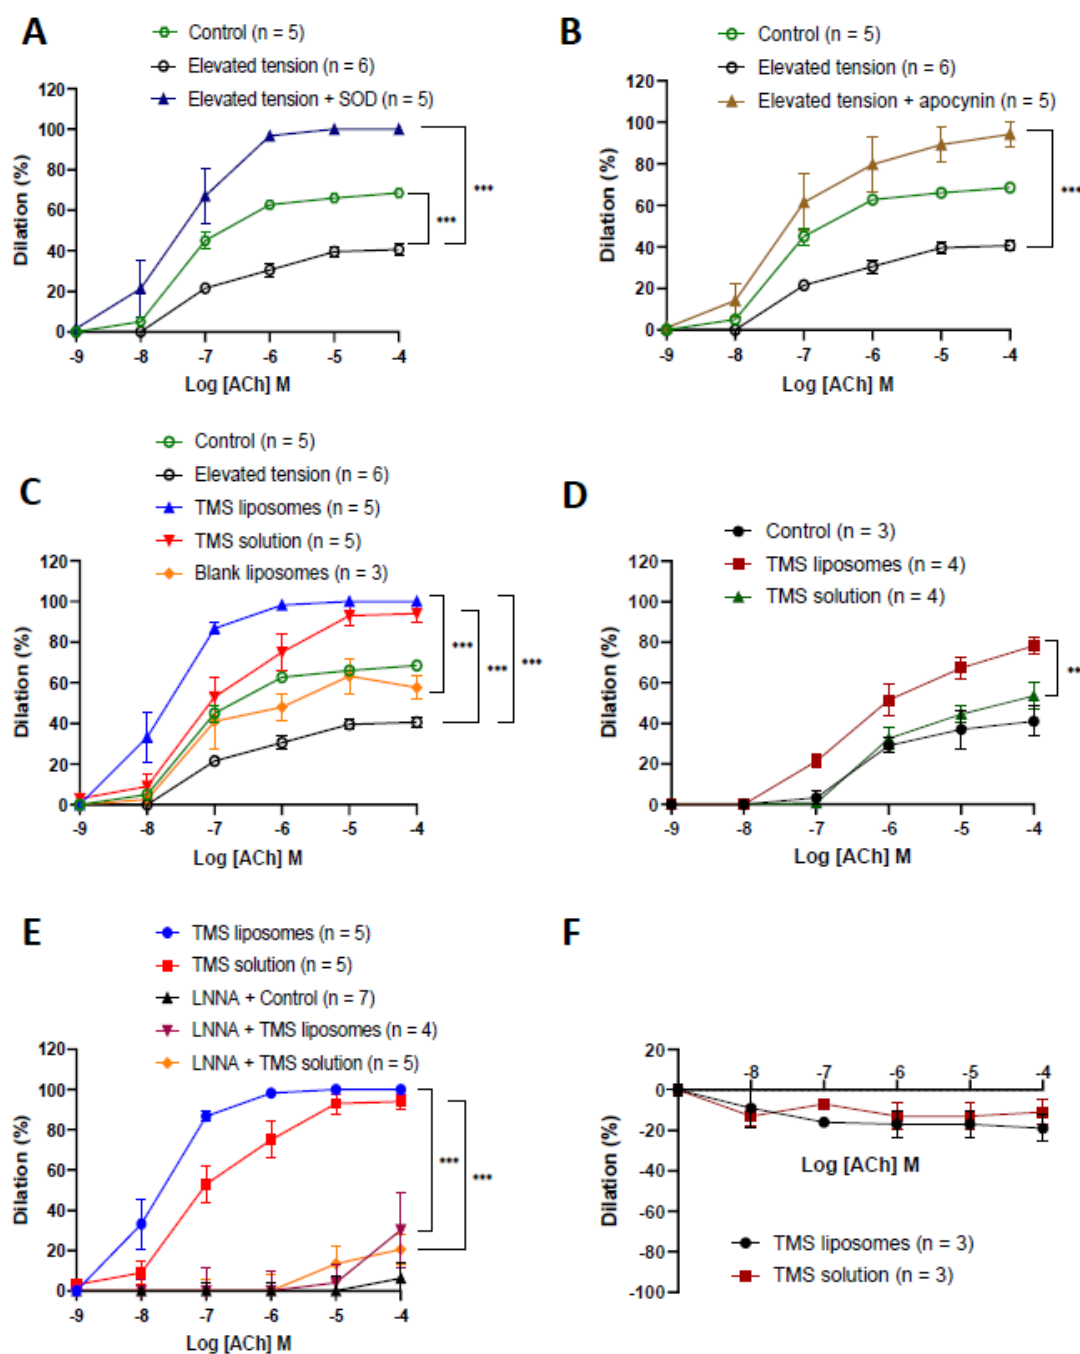 A
Control (n = 5)
Elevated tension (n = 6)
Elevated tension + SOD (n = 5)
120
100
80
60
40
20
0
Dilation (%)
-9 -8 -7 -6 -5 -4
Log [ACh] M
***
***
B
Control (n = 5)
Elevated tension (n = 6)
Elevated tension + apocynin (n = 5)
120
100
80
60
40
20
0
Dilation (%)
-9 -8 -7 -6 -5 -4
Log [ACh] M
***
C
Control (n = 5)
Elevated tension (n = 6)
TMS liposomes (n = 5)
TMS solution (n = 5)
Blank liposomes (n = 3)
120
100
80
60
40
20
0
Dilation (%)
-9 -8 -7 -6 -5 -4
Log [ACh] M
***
***
***
D
Control (n = 3)
TMS liposomes (n = 4)
TMS solution (n = 4)
120
100
80
60
40
20
0
Dilation (%)
-9 -8 -7 -6 -5 -4
Log [ACh] M
**
E
TMS liposomes (n = 5)
TMS solution (n = 5)
LNNA + Control (n = 7)
LNNA + TMS liposomes (n = 4)
LNNA + TMS solution (n = 5)
120
100
80
60
40
20
0
Dilation (%)
-9 -8 -7 -6 -5 -4
Log [ACh] M
***
***
F
20
0
-20
-40
-60
-80
-100
Dilation (%)
-8 -7 -6 -5 -4
Log [ACh] M
TMS liposomes (n = 3)
TMS solution (n = 3)